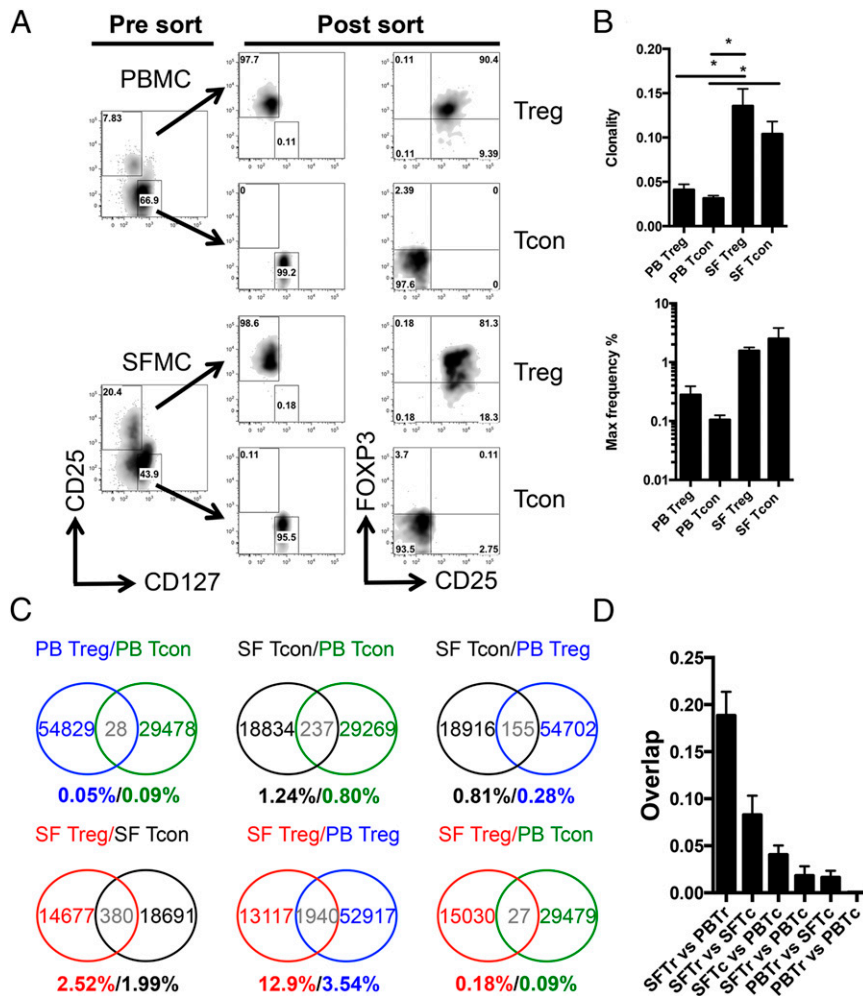 A
Pre sort
Post sort
PBMC
7.83
66.9
97.7
0.11
0.11
90.4
0.11
9.39
Treg
0
99.2
2.39
0
97.6
0
Tcon
SFMC
20.4
43.9
98.6
0.18
0.18
81.3
0.18
18.3
Treg
0.11
95.5
3.7
0.11
93.5
2.75
Tcon
CD25
CD127
FOXP3
CD25
B
* * *
Clonality
0.20
0.15
0.10
0.05
0.00
PB Treg
PB Tcon
SF Treg
SF Tcon
Max frequency %
10
1
0.1
0.01
PB Treg
PB Tcon
SF Treg
SF Tcon
C
PB Treg/PB Tcon
54829 28 29478
0.05%/0.09%
SF Tcon/PB Tcon
18834 237 29269
1.24%/0.80%
SF Tcon/PB Treg
18916 155 54702
0.81%/0.28%
SF Treg/SF Tcon
14677 380 18691
2.52%/1.99%
SF Treg/PB Treg
13117 1940 52917
12.9%/3.54%
SF Treg/PB Tcon
15030 27 29479
0.18%/0.09%
D
Overlap
0.25
0.20
0.15
0.10
0.05
0.00
SFTr vs PBTr
SFTr vs SFTc
SFTc vs PBTc
SFTr vs PBTc
PBTr vs SFTc
PBTr vs PBTc